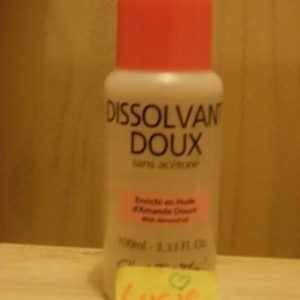 DISSOLVANT
DOUX
sans acétone
Enrichi en Huile
d'Amande Douce
With Almond oil
100ml - 3,33 Fl. Oz
Lucie